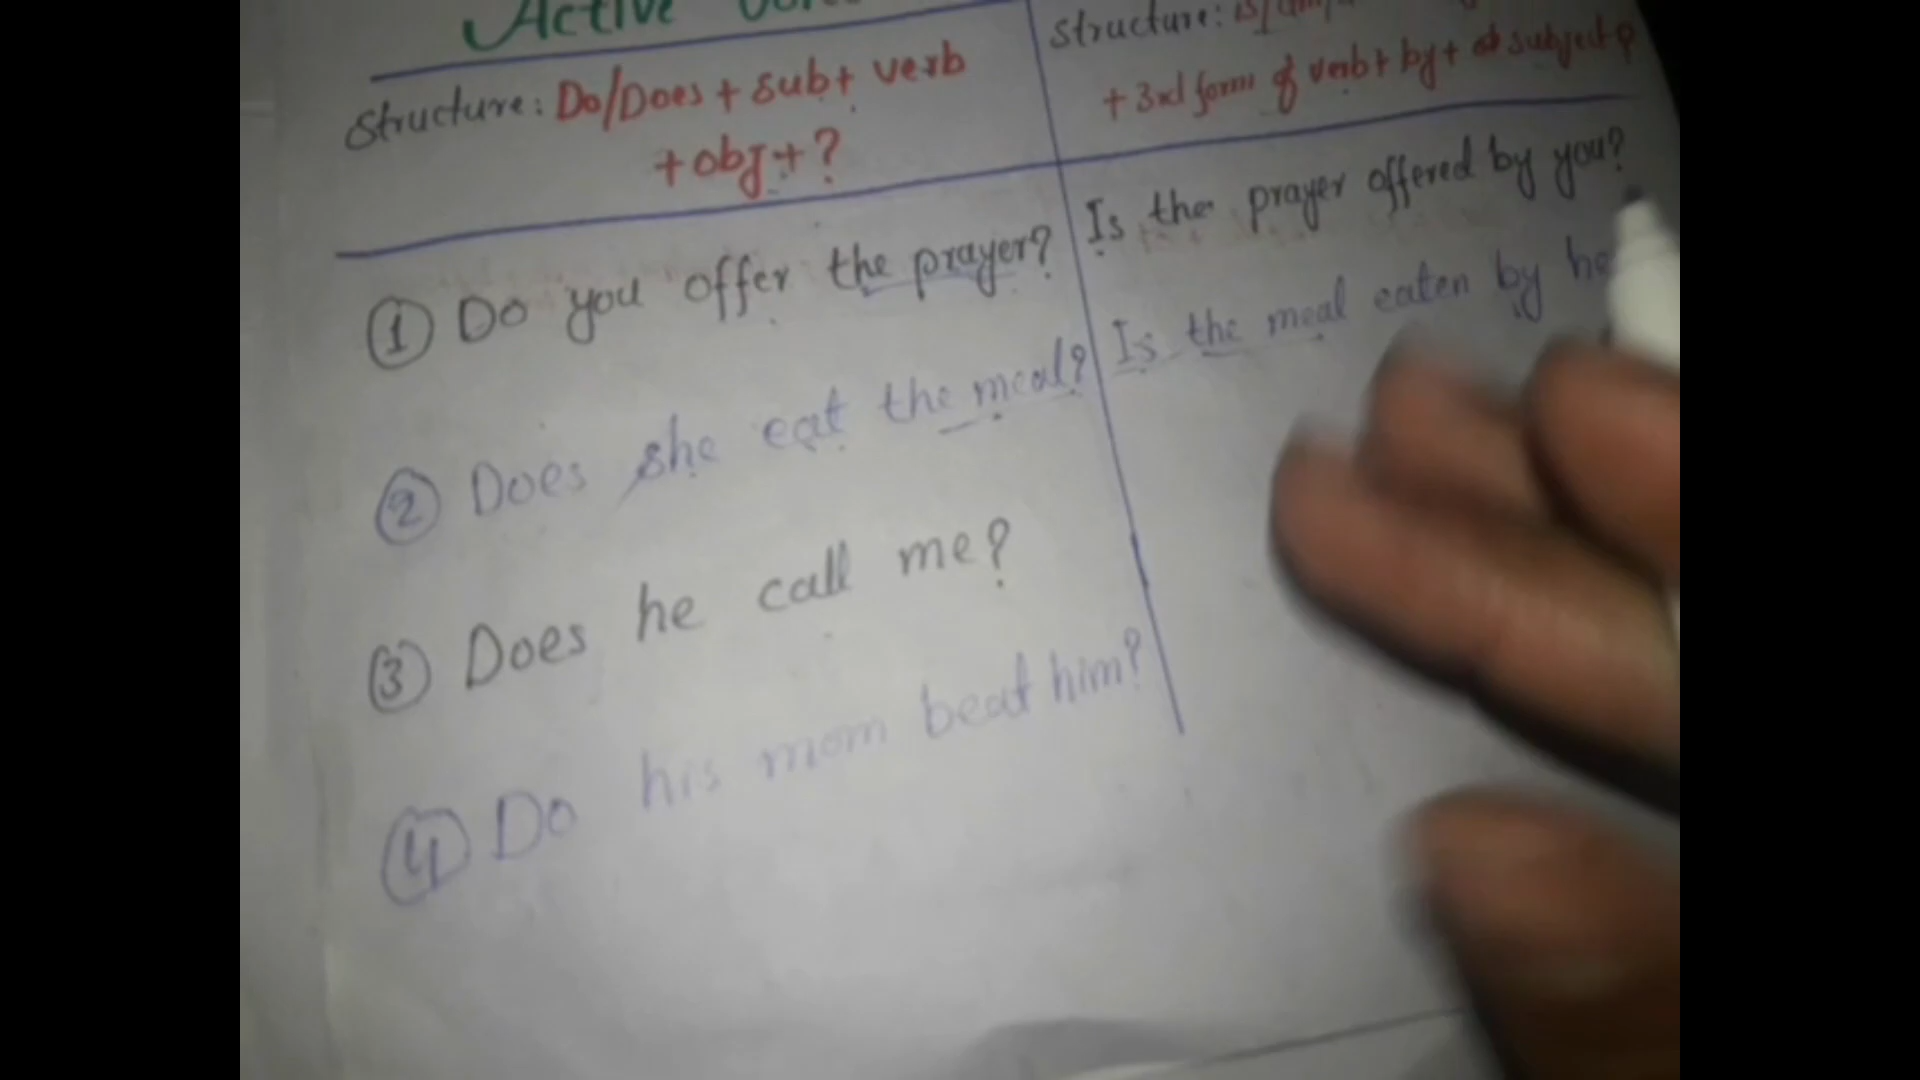 Active
Structure: Do/Does + sub + verb
+ obj + ?
Structure: is/am/
+ 3rd form of verb + by + subject + ?
① Do you offer the prayer?
Is the prayer offered by you?
② Does she eat the meal?
Is the meal eaten by
③ Does he call me?
④ Do his mom beat him?